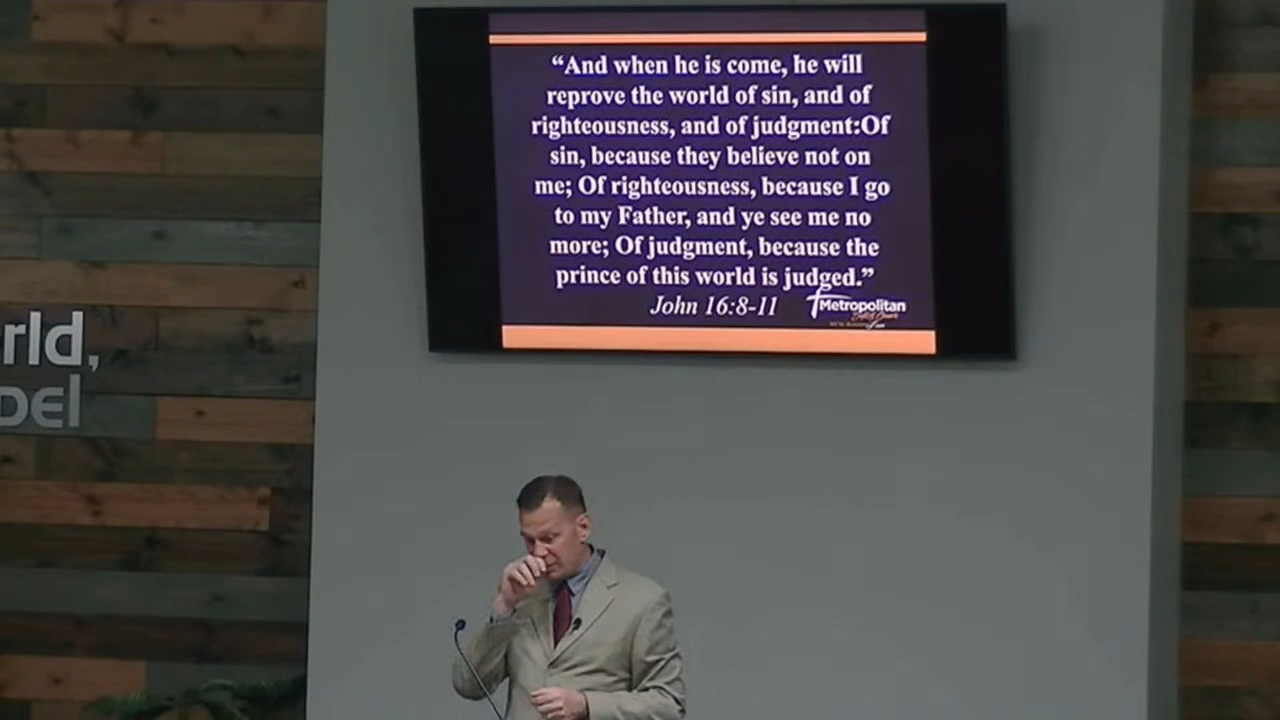 “And when he is come, he will
reprove the world of sin, and of
righteousness, and of judgment:Of
sin, because they believe not on
me; Of righteousness, because I go
to my Father, and ye see me no
more; Of judgment, because the
prince of this world is judged.”
John 16:8-11
Metropolitan
rld,
pel